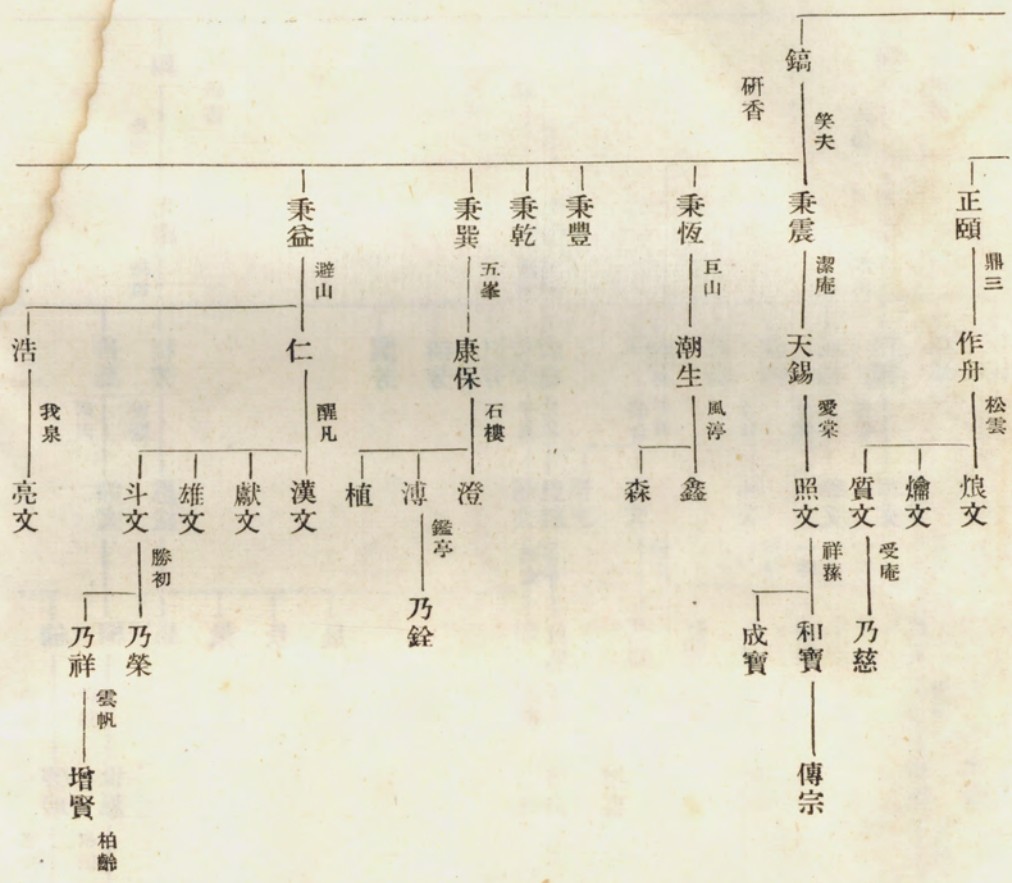 鎬
笑夫
研香
正頤
鼎三
秉震
潔庵
秉恆
巨山
秉豐
秉乾
秉巽
五峯
秉益
避山
作舟
松雲
天錫
愛棠
潮生
風渟
康保
石樓
仁
醒凡
浩
我泉
烺文
爚文
質文
受庵
照文
祥蓀
鑫
森
澄
溥
鑑亭
植
漢文
獻文
雄文
斗文
勝初
亮文
乃慈
和寶
成寶
乃銓
乃榮
乃祥
雲帆
傳宗
增賢
柏齡